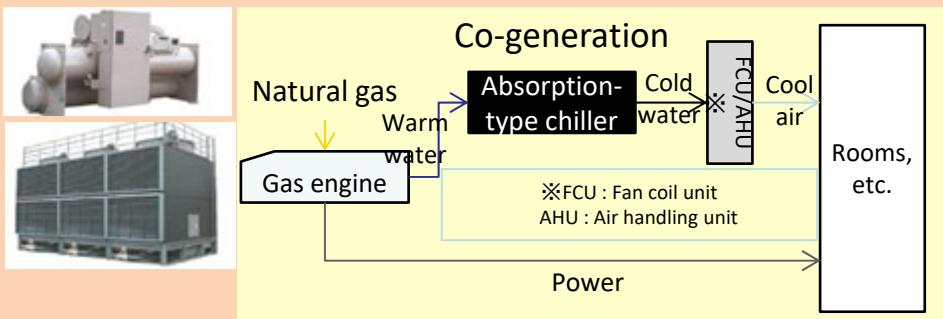 Co-generation
Natural gas
Warm
water
Gas engine
Absorption-
type chiller
Cold
water
※
FCU/AHU
Cool
air
Rooms,
etc.
※FCU : Fan coil unit
AHU : Air handling unit
Power